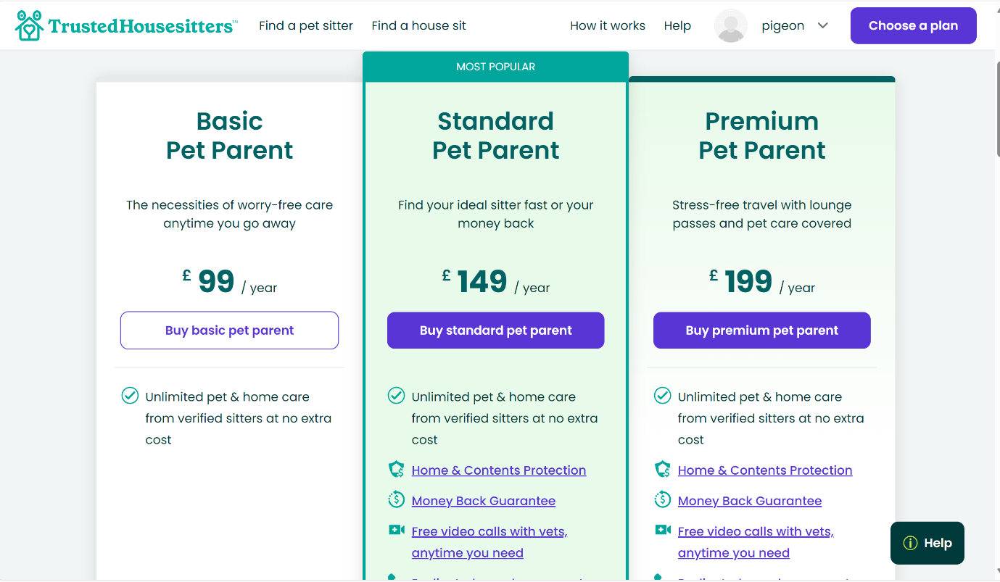 TrustedHousesitters™
Find a pet sitter
Find a house sit
How it works
Help
pigeon
Choose a plan
MOST POPULAR
Basic
Pet Parent
The necessities of worry-free care
anytime you go away
£ 99 / year
Buy basic pet parent
Unlimited pet & home care
from verified sitters at no extra
cost
Standard
Pet Parent
Find your ideal sitter fast or your
money back
£ 149 / year
Buy standard pet parent
Unlimited pet & home care
from verified sitters at no extra
cost
Home & Contents Protection
Money Back Guarantee
Free video calls with vets,
anytime you need
Premium
Pet Parent
Stress-free travel with lounge
passes and pet care covered
£ 199 / year
Buy premium pet parent
Unlimited pet & home care
from verified sitters at no extra
cost
Home & Contents Protection
Money Back Guarantee
Free video calls with vets,
anytime you need
Help